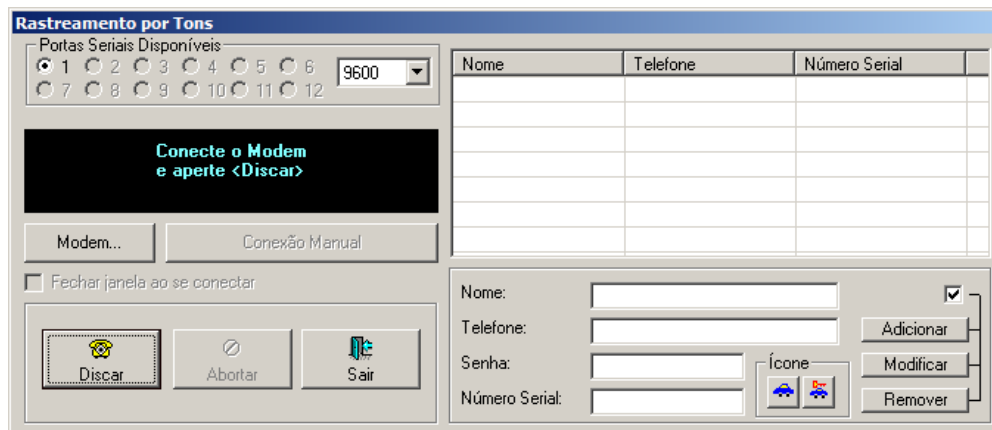 Rastreamento por Tons
Portas Seriais Disponíveis
1 2 3 4 5 6
7 8 9 10 11 12
9600
Conecte o Modem
e aperte <Discar>
Modem...
Conexão Manual
Fechar janela ao se conectar
Discar
Abortar
Sair
Nome Telefone Número Serial
Nome:
Telefone:
Senha:
Número Serial:
Ícone
Adicionar
Modificar
Remover